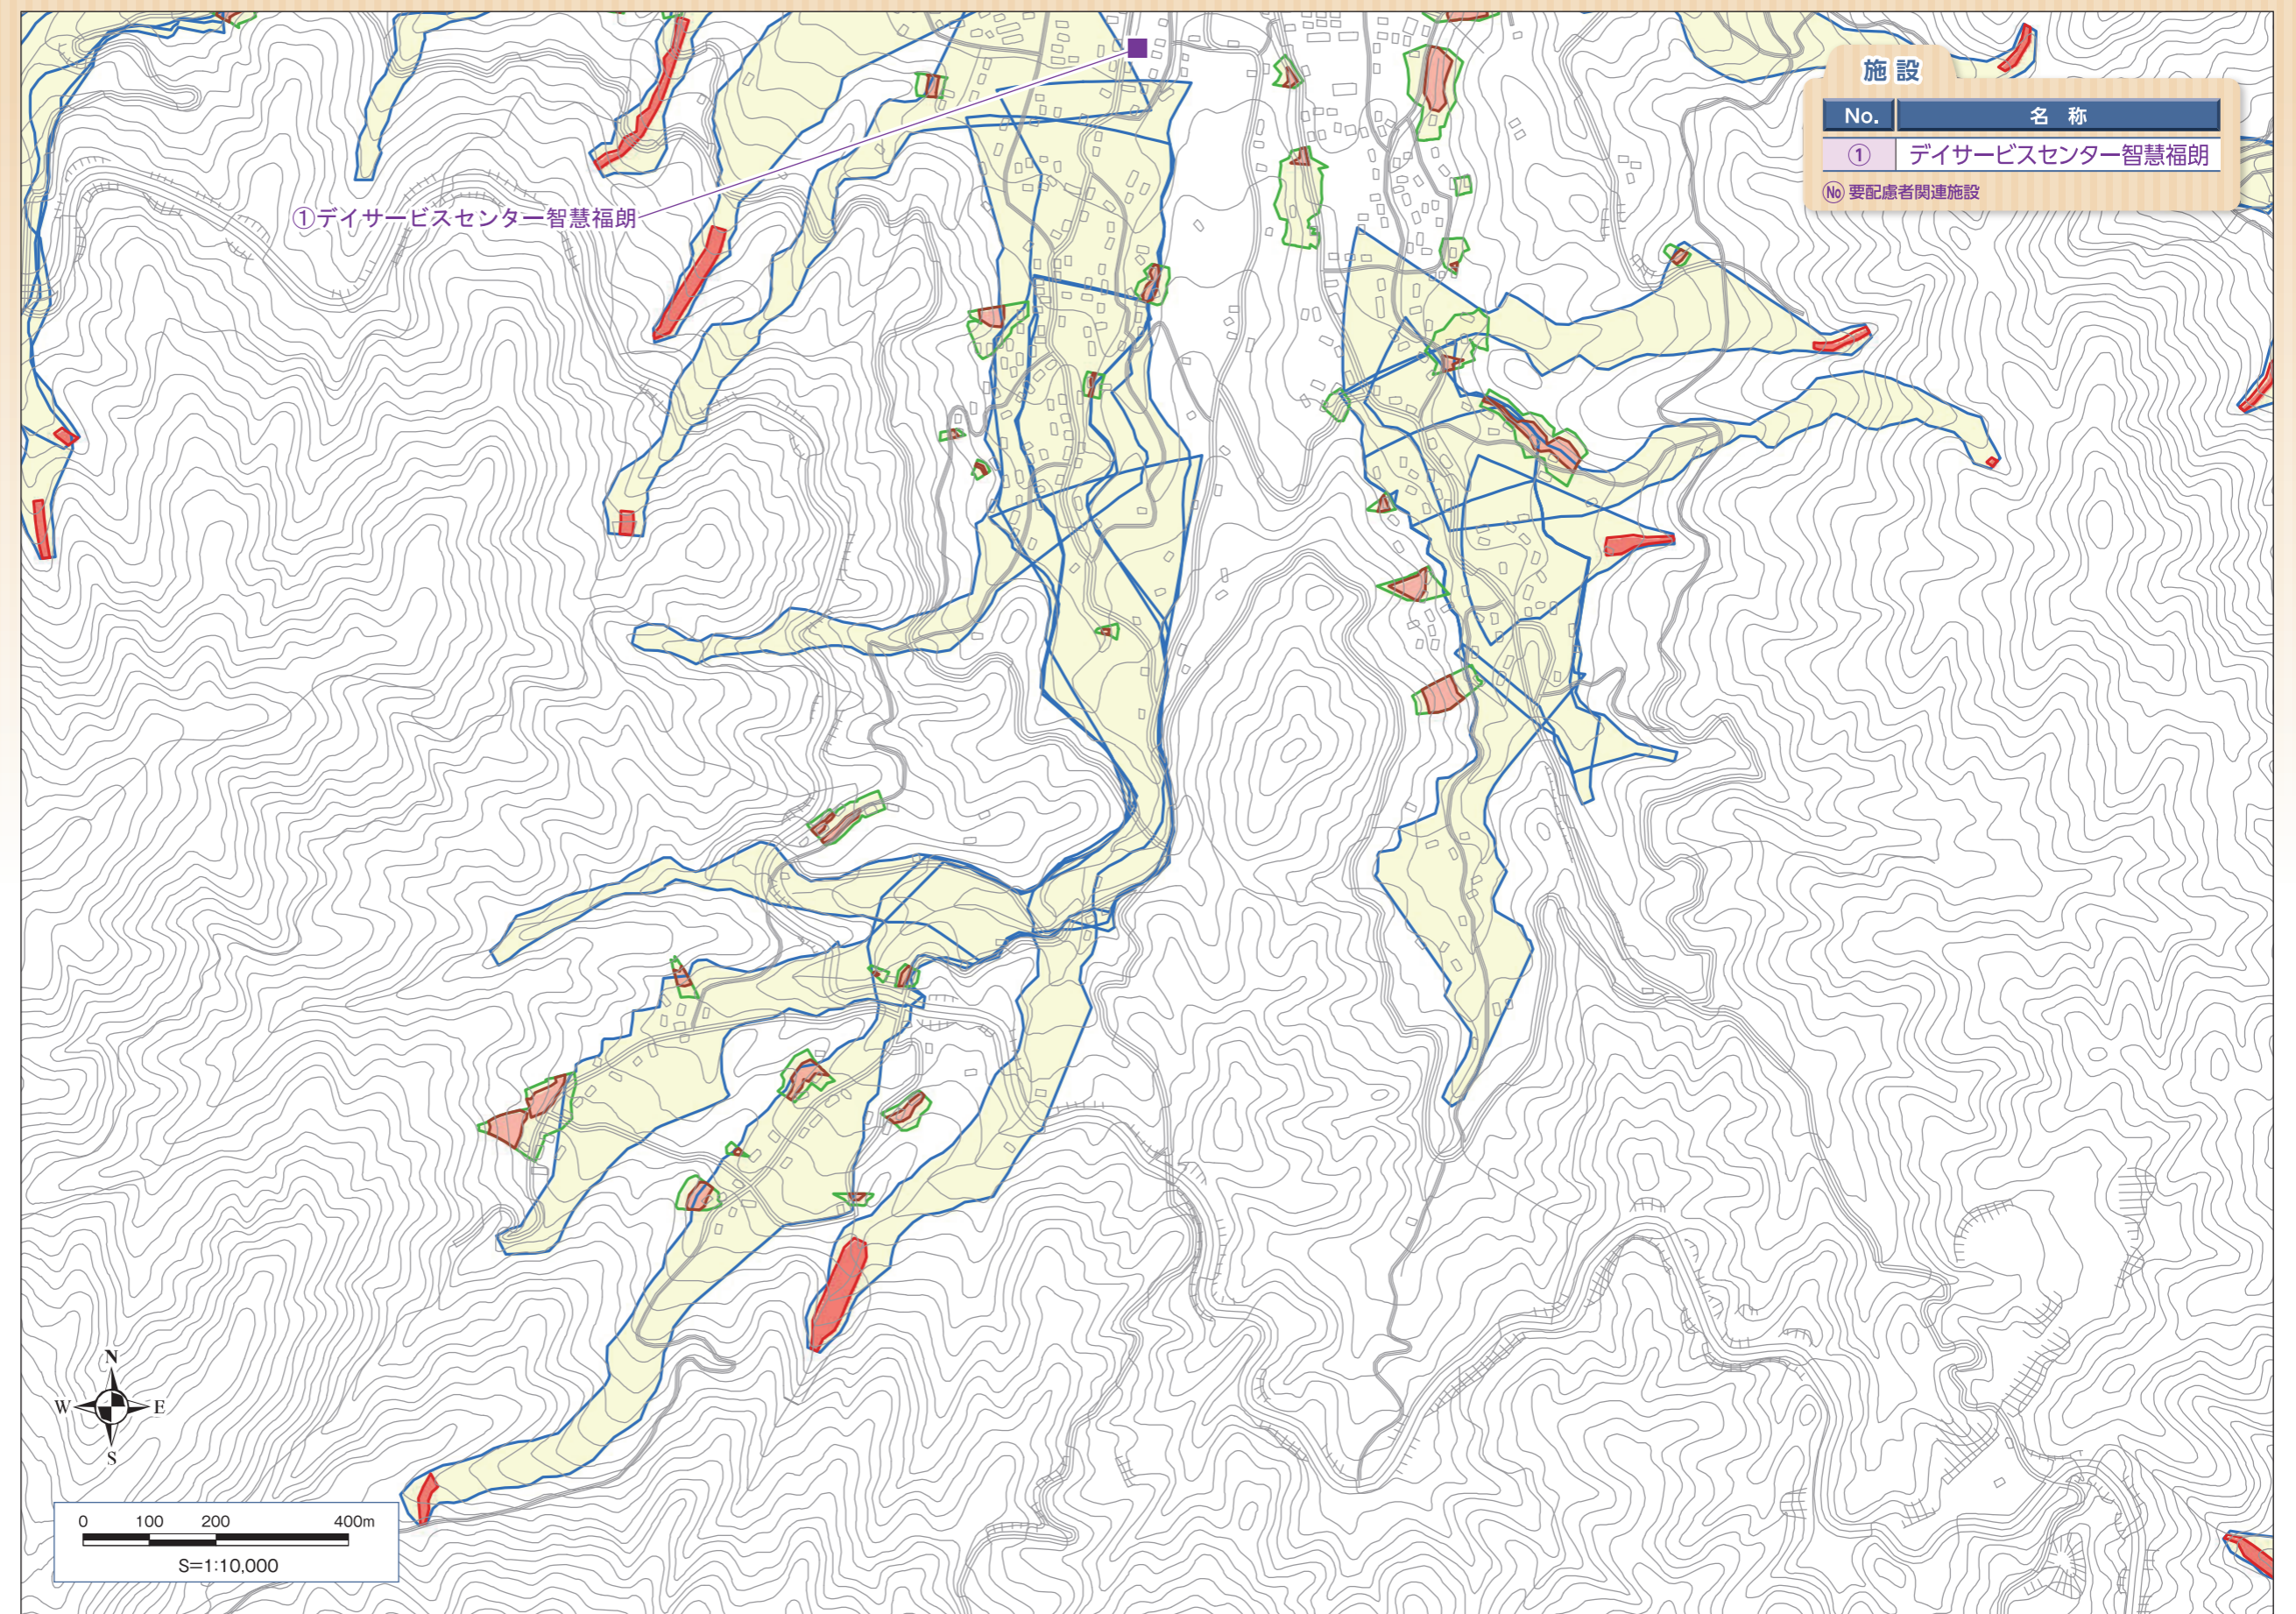 施設
No. 名称
① デイサービスセンター智慧福朗
No 要配慮者関連施設
①デイサービスセンター智慧福朗
N
W E
S
0 100 200 400m
S=1:10,000